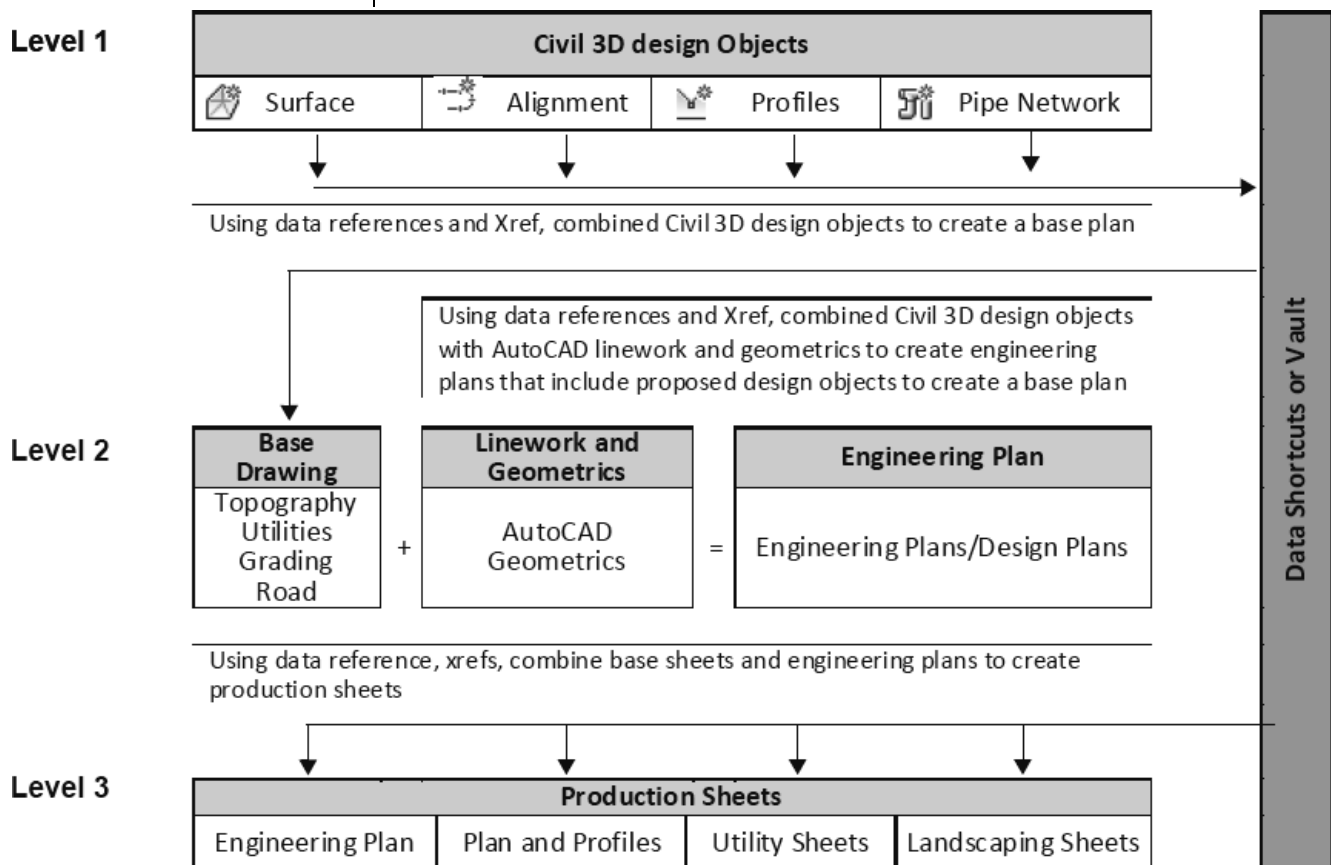 Level 1
Civil 3D design Objects
Surface
Alignment
Profiles
Pipe Network
Using data references and Xref, combined Civil 3D design objects to create a base plan
Using data references and Xref, combined Civil 3D design objects
with AutoCAD linework and geometrics to create engineering
plans that include proposed design objects to create a base plan
Level 2
Base
Drawing
Topography
Utilities
Grading
Road
+
Linework and
Geometrics
AutoCAD
Geometrics
=
Engineering Plan
Engineering Plans/Design Plans
Using data reference, xrefs, combine base sheets and engineering plans to create
production sheets
Level 3
Production Sheets
Engineering Plan
Plan and Profiles
Utility Sheets
Landscaping Sheets
Data Shortcuts or Vault